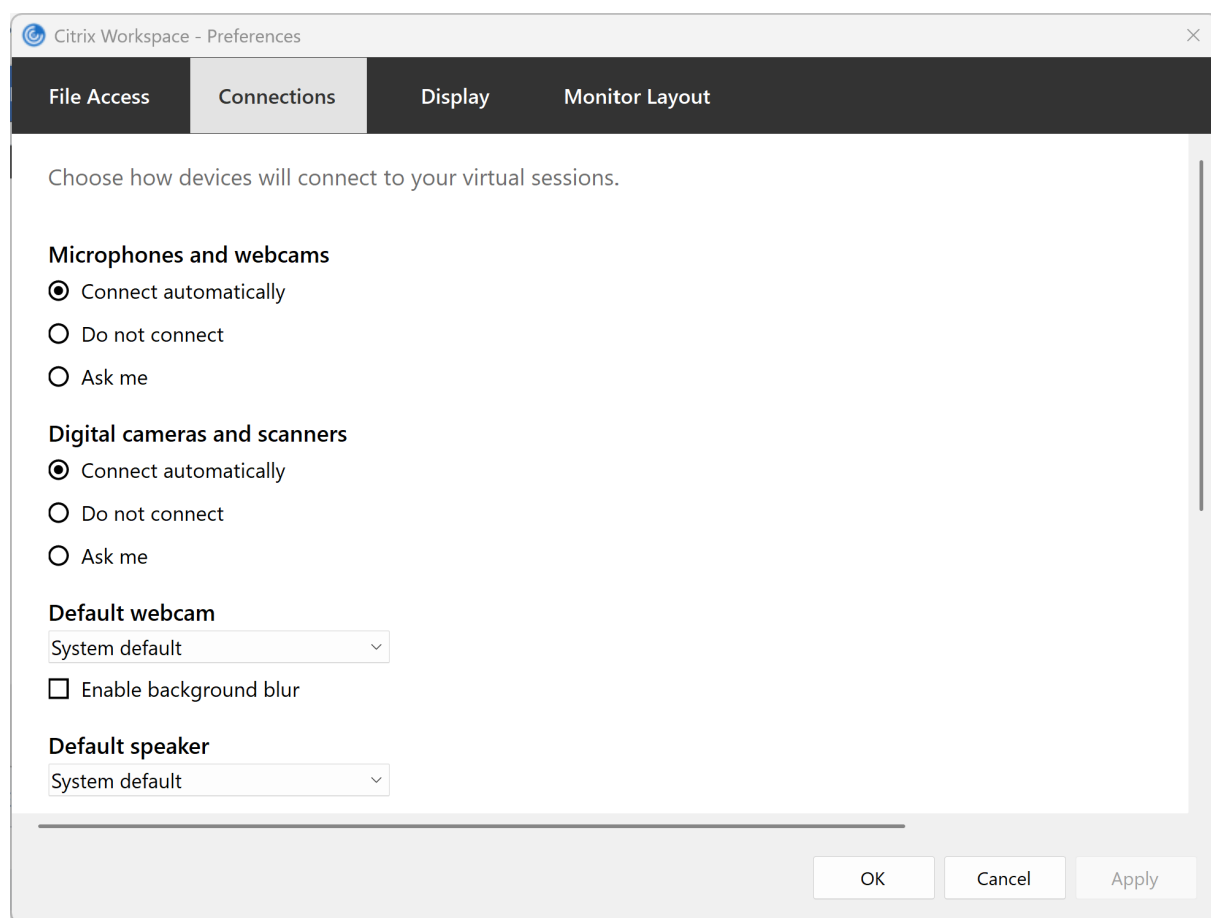 Citrix Workspace - Preferences
File Access Connections Display Monitor Layout
Choose how devices will connect to your virtual sessions.
Microphones and webcams
Connect automatically
Do not connect
Ask me
Digital cameras and scanners
Connect automatically
Do not connect
Ask me
Default webcam
System default
Enable background blur
Default speaker
System default
OK Cancel Apply